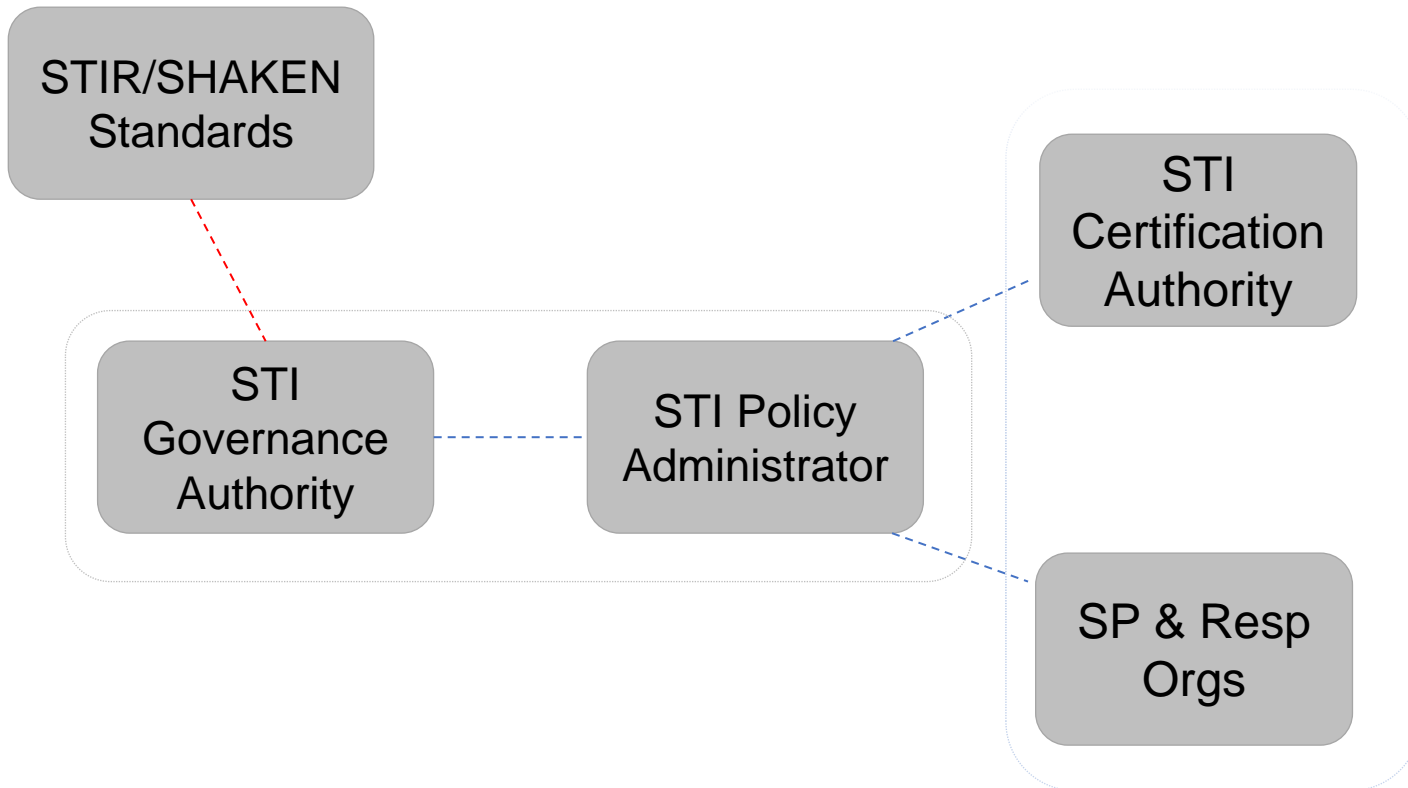 STIR/SHAKEN
Standards
STI
Certification
Authority
STI
Governance
Authority
STI Policy
Administrator
SP & Resp
Orgs